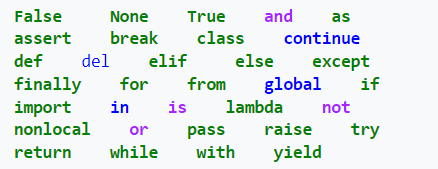 False None True and as
assert break class continue
def del elif else except
finally for from global if
import in is lambda not
nonlocal or pass raise try
return while with yield